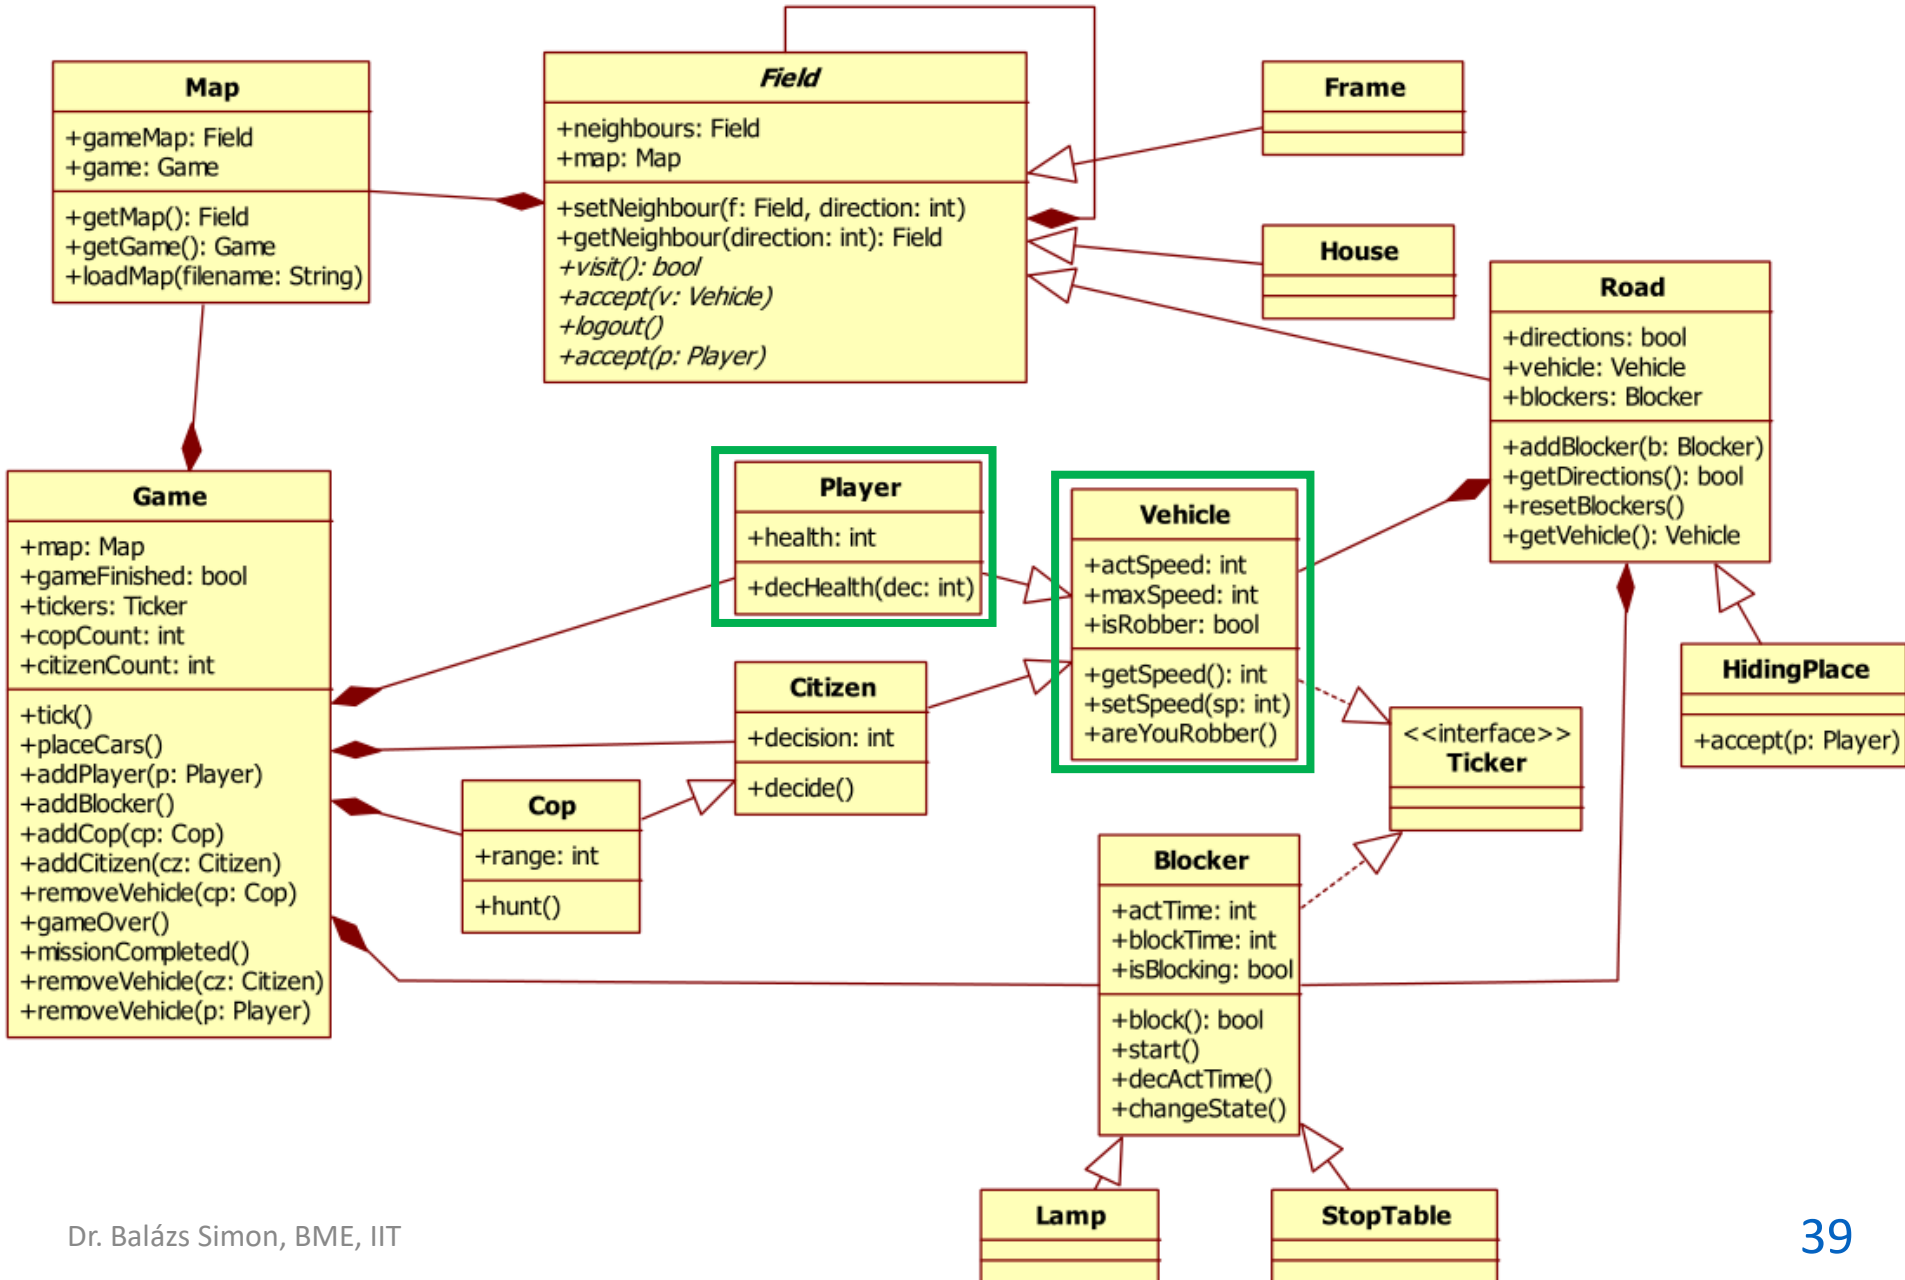 Map
+gameMap: Field
+game: Game
+getMap(): Field
+getGame(): Game
+loadMap(filename: String)
Field
+neighbours: Field
+map: Map
+setNeighbour(f: Field, direction: int)
+getNeighbour(direction: int): Field
+visit(): bool
+accept(v: Vehicle)
+logout()
+accept(p: Player)
Frame
House
Road
+directions: bool
+vehicle: Vehicle
+blockers: Blocker
+addBlocker(b: Blocker)
+getDirections(): bool
+resetBlockers()
+getVehicle(): Vehicle
Game
+map: Map
+gameFinished: bool
+tickers: Ticker
+copCount: int
+citizenCount: int
+tick()
+placeCars()
+addPlayer(p: Player)
+addBlocker()
+addCop(cp: Cop)
+addCitizen(cz: Citizen)
+removeVehicle(cp: Cop)
+gameOver()
+missionCompleted()
+removeVehicle(cz: Citizen)
+removeVehicle(p: Player)
Player
+health: int
+decHealth(dec: int)
Vehicle
+actSpeed: int
+maxSpeed: int
+isRobber: bool
+getSpeed(): int
+setSpeed(sp: int)
+areYouRobber()
Citizen
+decision: int
+decide()
Cop
+range: int
+hunt()
<<interface>>
Ticker
HidingPlace
+accept(p: Player)
Blocker
+actTime: int
+blockTime: int
+isBlocking: bool
+block(): bool
+start()
+decActTime()
+changeState()
Lamp
StopTable
Dr. Balázs Simon, BME, IIT
39